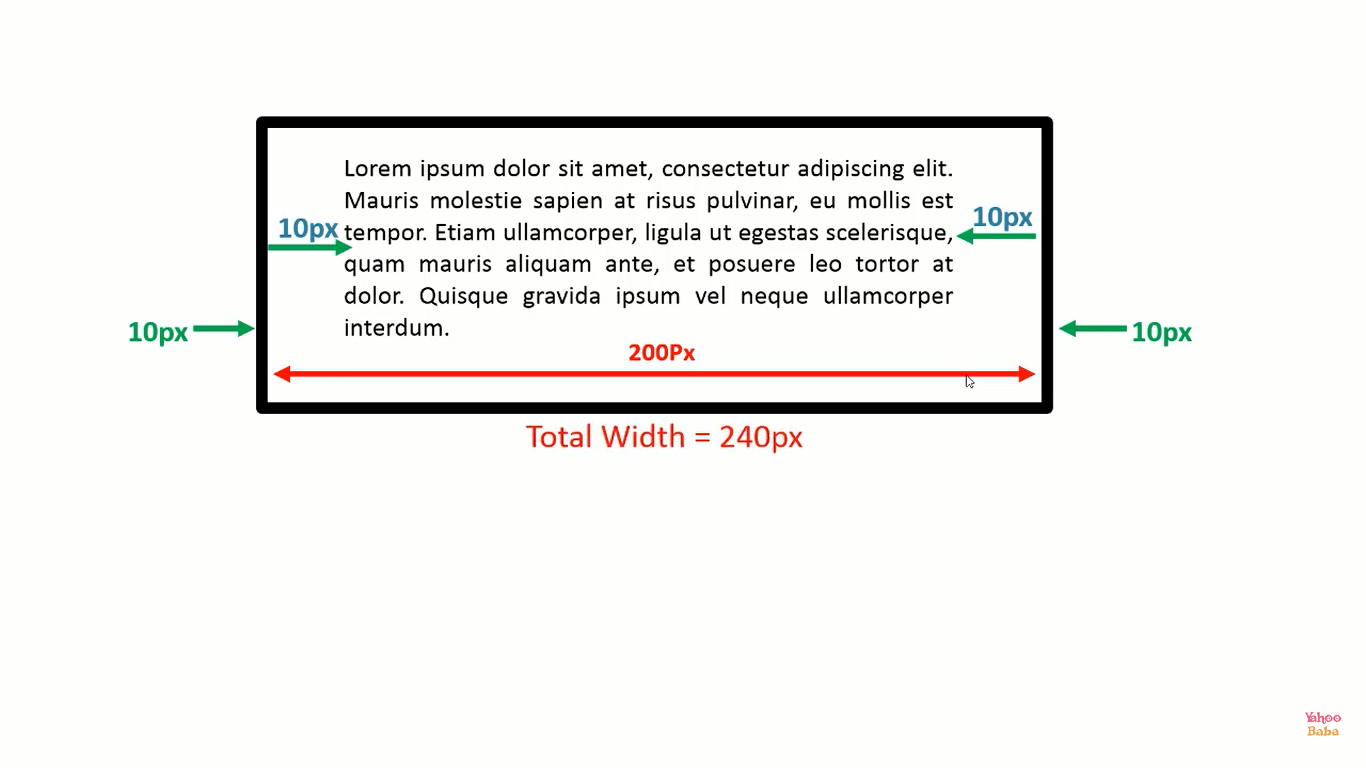 Lorem ipsum dolor sit amet, consectetur adipiscing elit.
Mauris molestie sapien at risus pulvinar, eu mollis est
10px
10px
tempor. Etiam ullamcorper, ligula ut egestas scelerisque,
quam mauris aliquam ante, et posuere leo tortor at
dolor. Quisque gravida ipsum vel neque ullamcorper
interdum.
10px
10px
200Px
Total Width = 240px
Yahoo
Baba